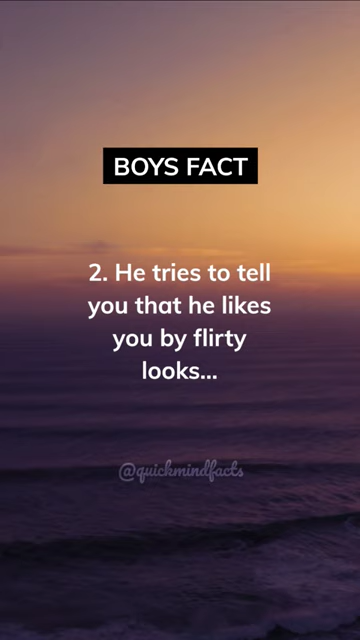 BOYS FACT
2. He tries to tell
you that he likes
you by flirty
looks...
@quickmindfacts